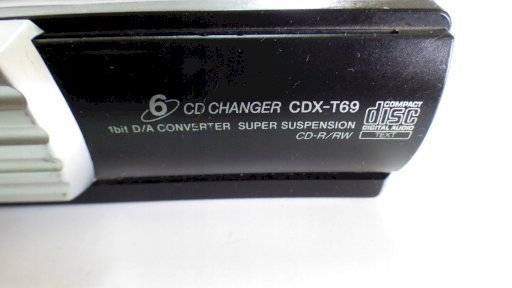 6 CD CHANGER CDX-T69
1bit D/A CONVERTER SUPER SUSPENSION
CD-R/RW
COMPACT
disc
DIGITAL AUDIO
TEXT